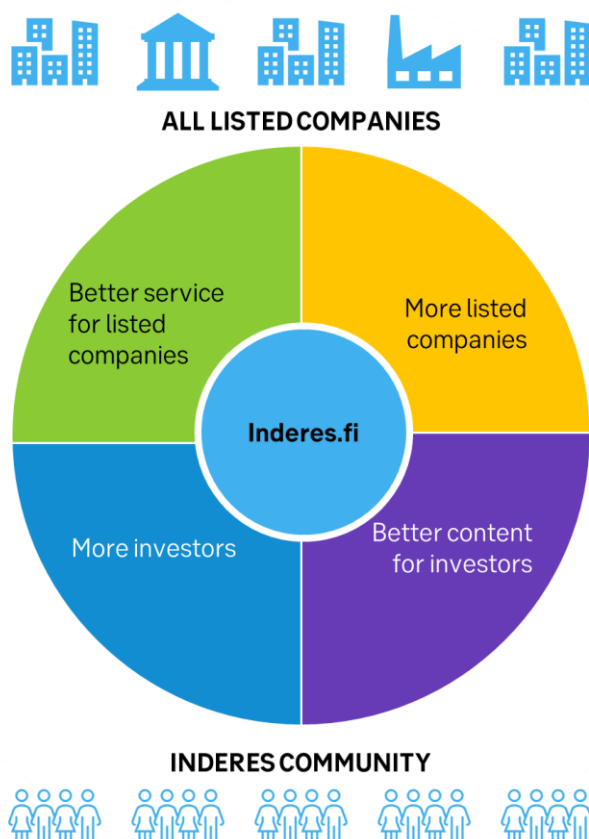 ALL LISTED COMPANIES
Better service
for listed
companies
More listed
companies
Inderes.fi
More investors
Better content
for investors
INDERES COMMUNITY